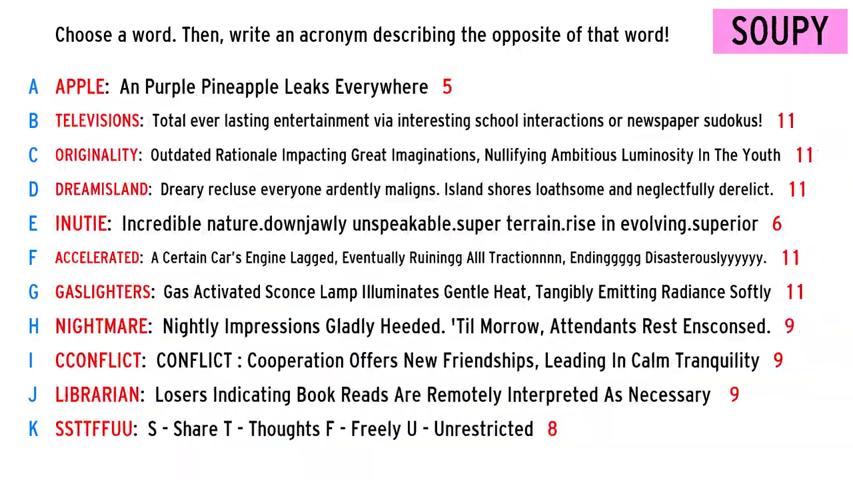 Choose a word. Then, write an acronym describing the opposite of that word!
SOUPY
A APPLE: An Purple Pineapple Leaks Everywhere 5
B TELEVISIONS: Total ever lasting entertainment via interesting school interactions or newspaper sudokus! 11
C ORIGINALITY: Outdated Rationale Impacting Great Imaginations, Nullifying Ambitious Luminosity In The Youth 11
D DREAMISLAND: Dreary recluse everyone ardently maligns. Island shores loathsome and neglectfully derelict. 11
E INUTIE: Incredible nature.downjawly unspeakable.super terrain.rise in evolving.superior 6
F ACCELERATED: A Certain Car's Engine Lagged, Eventually Ruiningg Alll Tractionnnn, Endinggggg Disasterouslyyyyyy. 11
G GASLIGHTERS: Gas Activated Sconce Lamp Illuminates Gentle Heat, Tangibly Emitting Radiance Softly 11
H NIGHTMARE: Nightly Impressions Gladly Heeded. 'Til Morrow, Attendants Rest Ensconsed. 9
I CCONFLICT: CONFLICT : Cooperation Offers New Friendships, Leading In Calm Tranquility 9
J LIBRARIAN: Losers Indicating Book Reads Are Remotely Interpreted As Necessary 9
K SSTTFFUU: S - Share T - Thoughts F - Freely U - Unrestricted 8